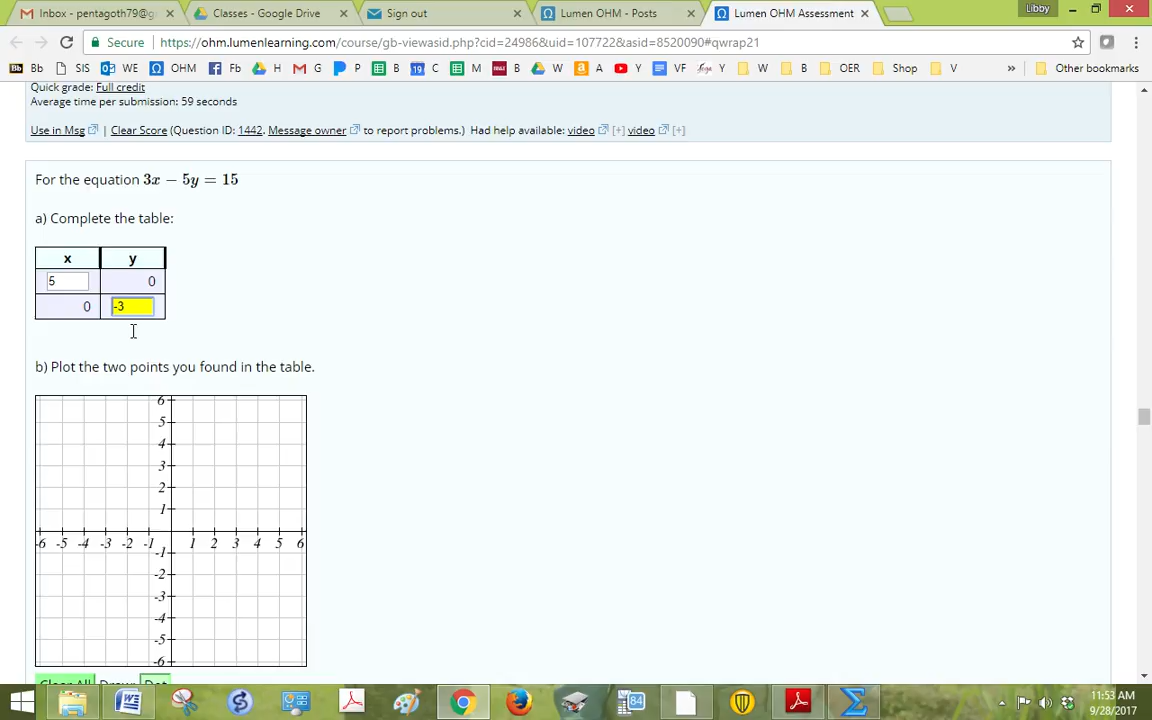 Inbox - pentagoth79@g
Classes - Google Drive
Sign out
Lumen OHM - Posts
Lumen OHM Assessment
Libby
Secure
https://ohm.lumenlearning.com/course/gb-viewasid.php?cid=24986&uid=107722&asid=8520090#qwrap21
Bb SIS WE OHM Fb H G P B C M B W A Y VF Y W B OER Shop V » Other bookmarks
Quick grade: Full credit
Average time per submission: 59 seconds
Use in Msg | Clear Score (Question ID: 1442. Message owner to report problems.) Had help available: video [+] video [+]
For the equation 3x − 5y = 15
a) Complete the table:
x y
5 0
0 -3
b) Plot the two points you found in the table.
6
5
4
3
2
1
-6 -5 -4 -3 -2 -1 1 2 3 4 5 6
-1
-2
-3
-4
-5
-6
Clear All Draw: Dot
11:53 AM
9/28/2017